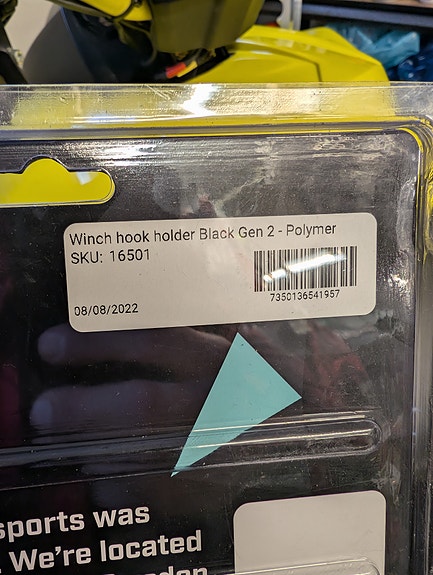 Winch hook holder Black Gen 2 - Polymer
SKU: 16501
7350136541957
08/08/2022
sports was
. We're located